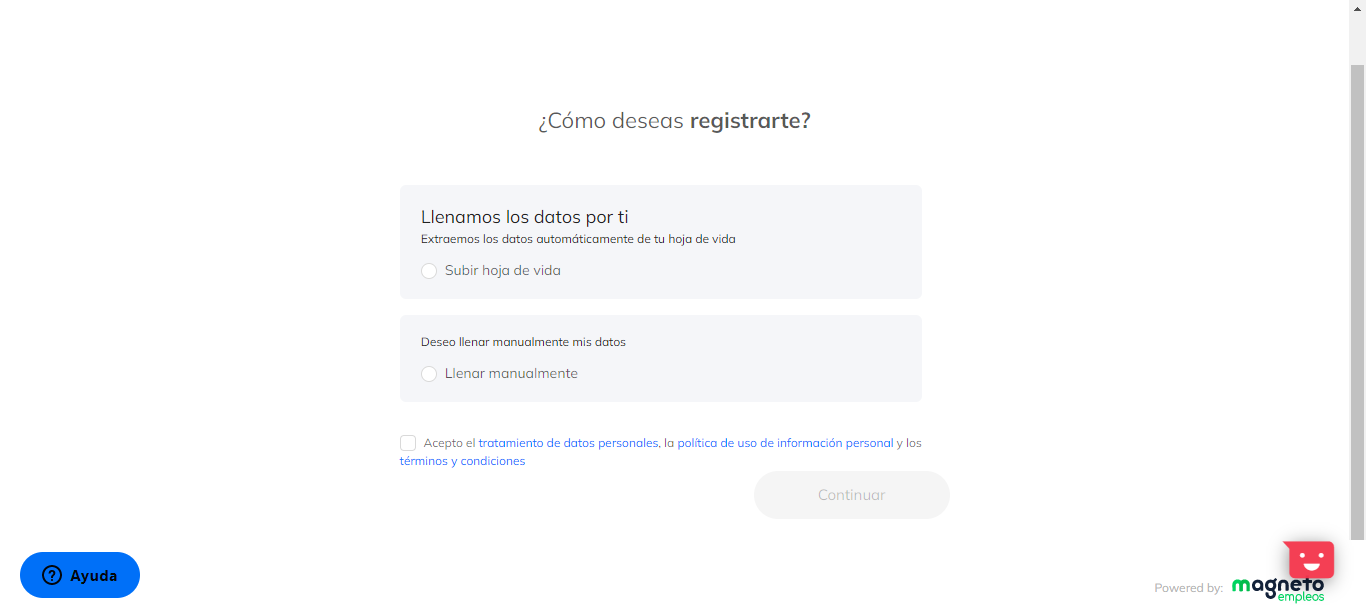 ¿Cómo deseas registrarte?
Llenamos los datos por ti
Extraemos los datos automáticamente de tu hoja de vida
Subir hoja de vida
Deseo llenar manualmente mis datos
Llenar manualmente
Acepto el tratamiento de datos personales, la política de uso de información personal y los
términos y condiciones
Continuar
Ayuda
Powered by: magneto
empleos